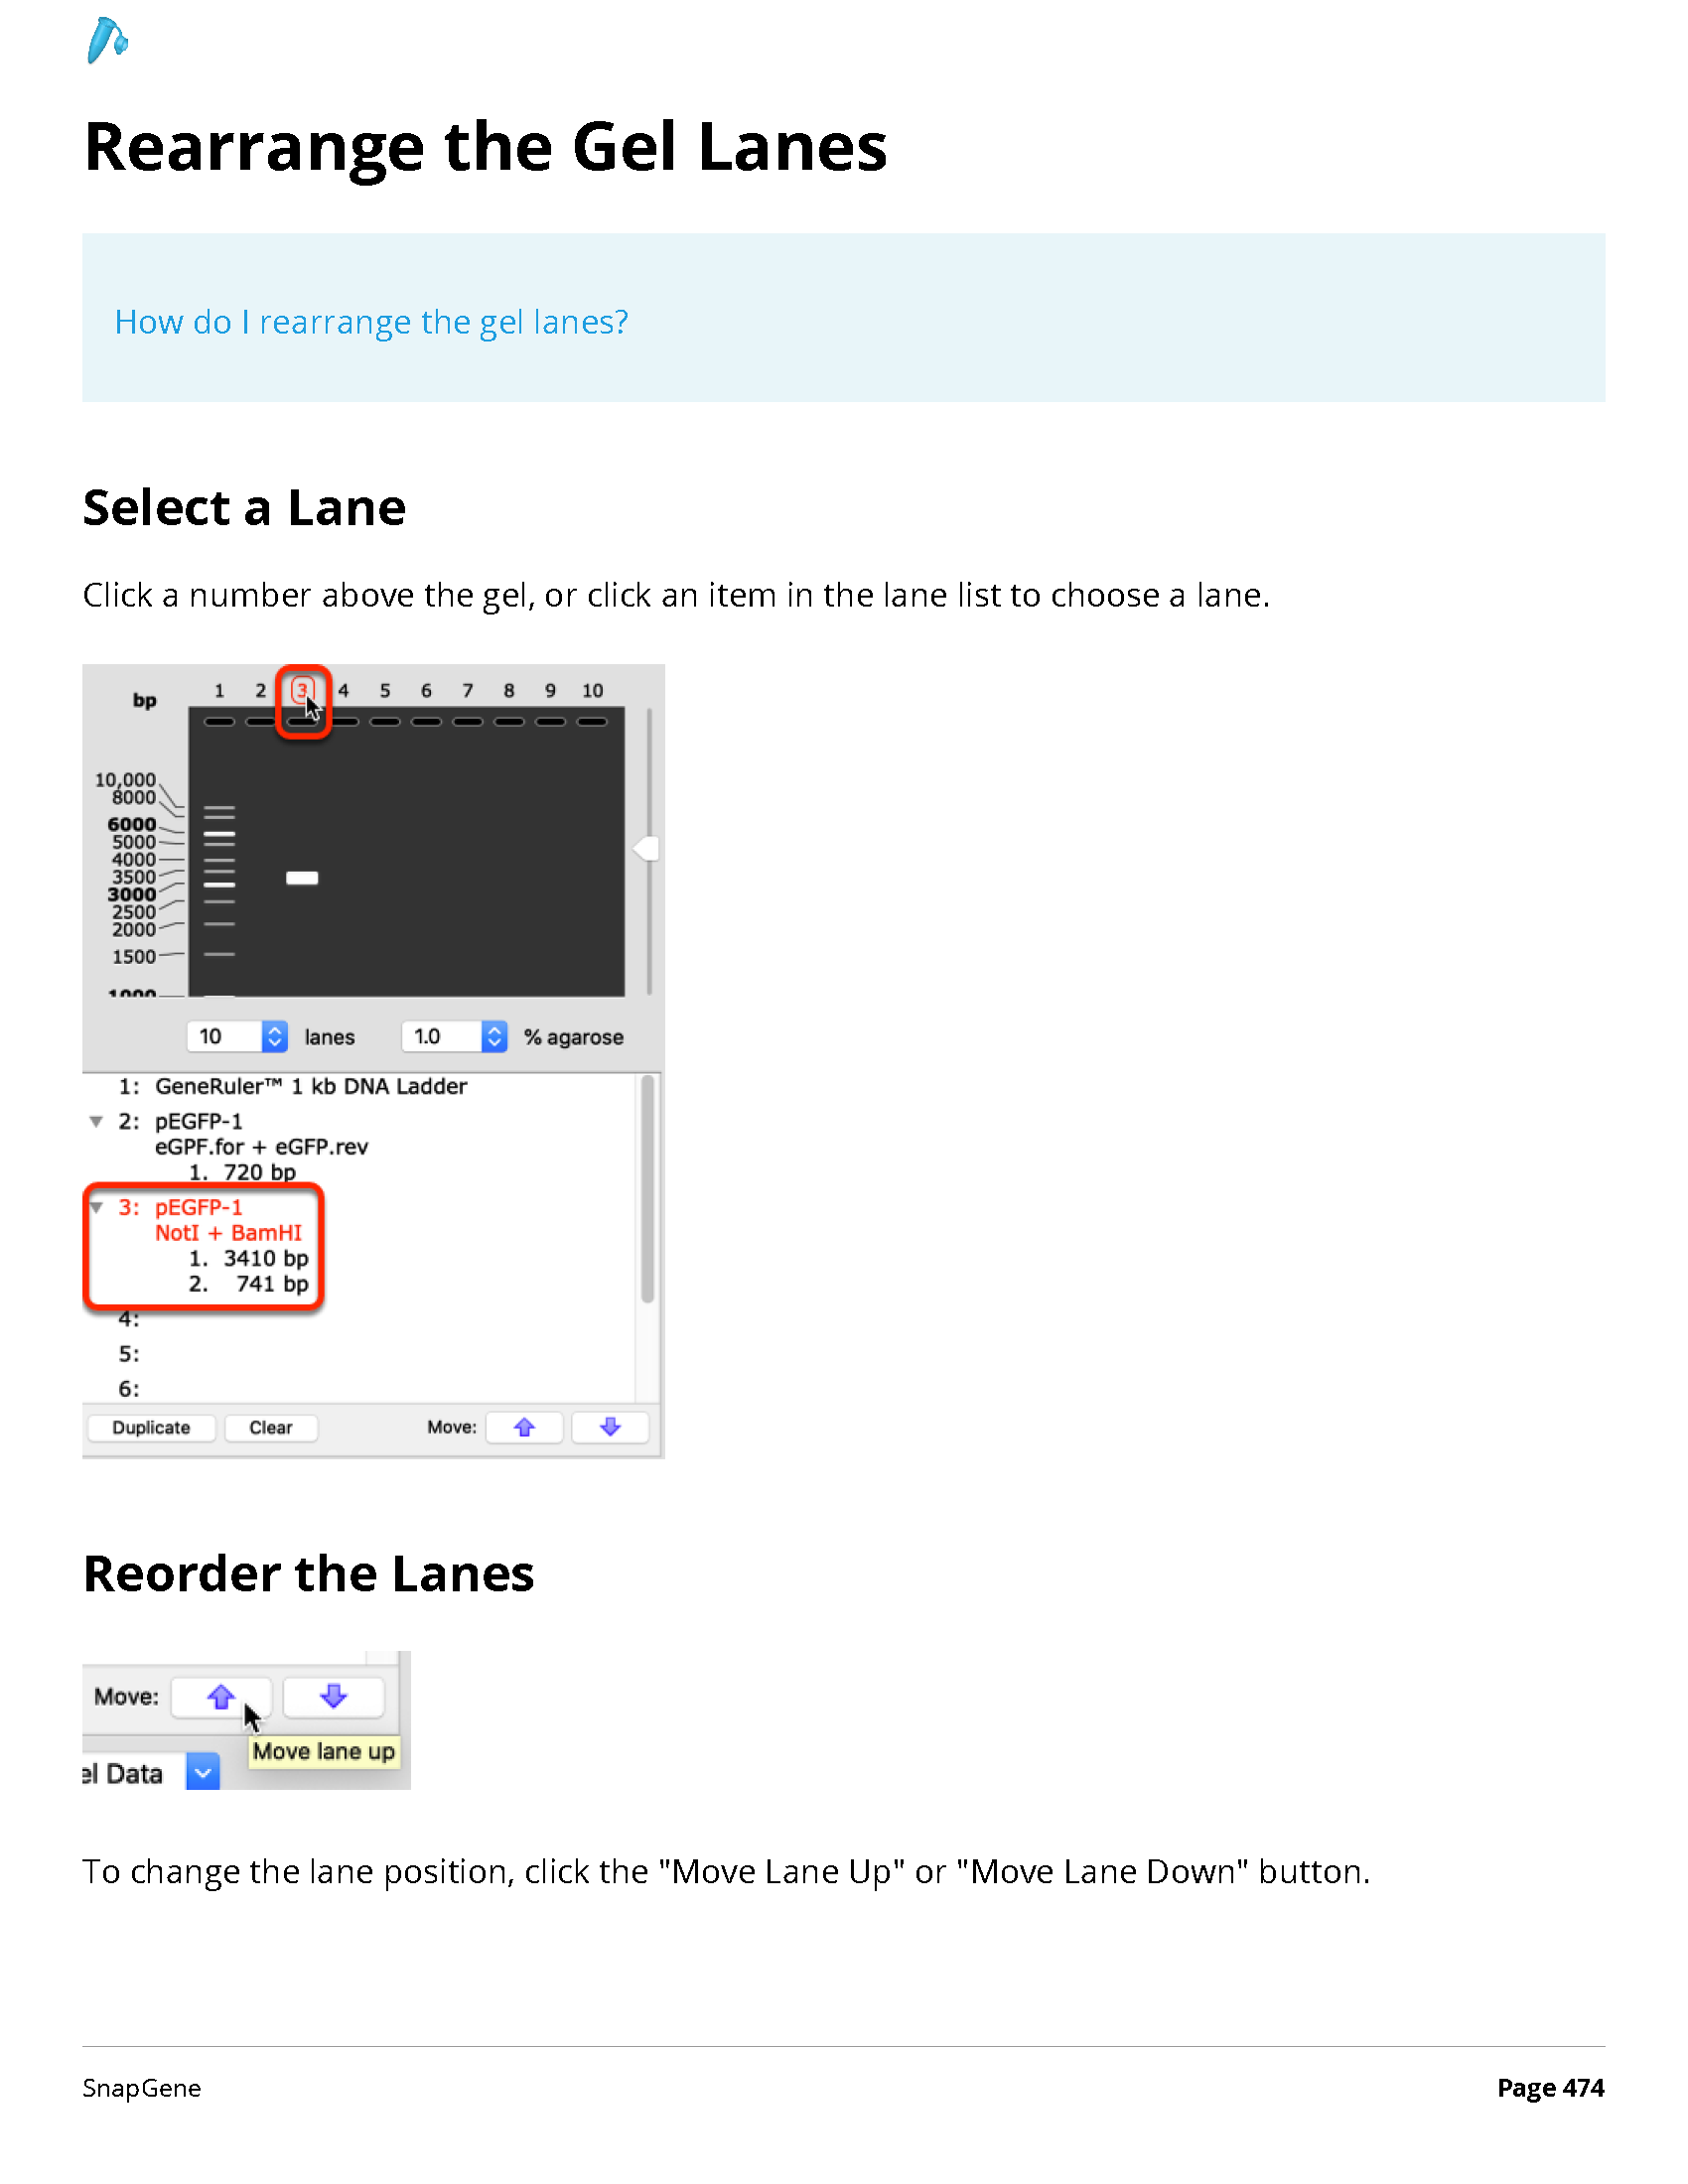 Rearrange the Gel Lanes
How do I rearrange the gel lanes?
Select a Lane
Click a number above the gel, or click an item in the lane list to choose a lane.
bp 1 2 3 4 5 6 7 8 9 10
10,000
8000
6000
5000
4000
3500
3000
2500
2000
1500
1000
10 lanes 1.0 % agarose
1: GeneRuler™ 1 kb DNA Ladder
2: pEGFP-1
eGPF.for + eGFP.rev
1. 720 bp
3: pEGFP-1
NotI + BamHI
1. 3410 bp
2. 741 bp
4:
5:
6:
Duplicate Clear Move:
Reorder the Lanes
Move:
Move lane up
el Data
To change the lane position, click the "Move Lane Up" or "Move Lane Down" button.
SnapGene Page 474